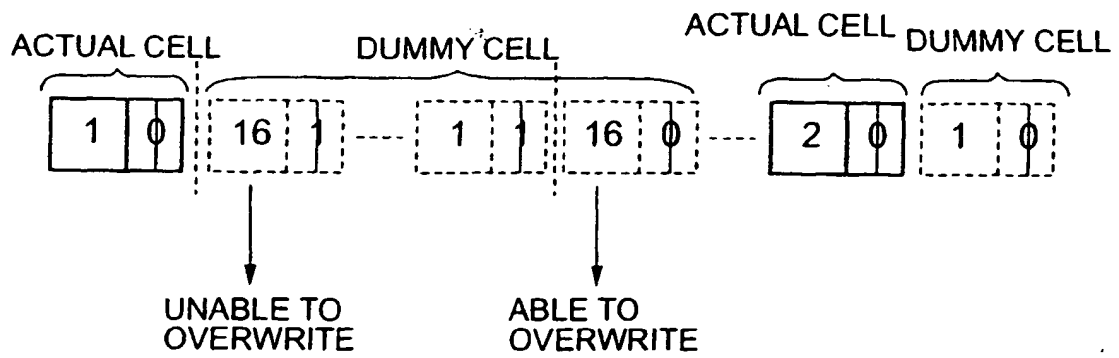 ACTUAL CELL DUMMY CELL ACTUAL CELL DUMMY CELL
1 0 16 1 1 1 16 0 2 0 1 0
UNABLE TO OVERWRITE
ABLE TO OVERWRITE